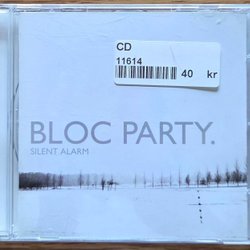 CD
11614
40 kr
BLOC PARTY.
SILENT ALARM